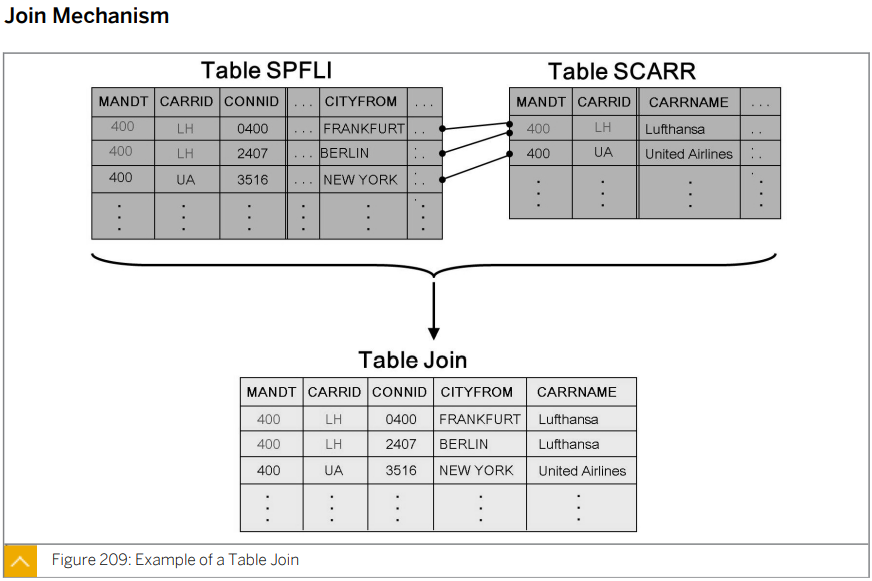 Join Mechanism
Table SPFLI
MANDT CARRID CONNID ... CITYFROM ...
400 LH 0400 ... FRANKFURT ..
400 LH 2407 ... BERLIN ..
400 UA 3516 ... NEW YORK ..
Table SCARR
MANDT CARRID CARRNAME ...
400 LH Lufthansa ..
400 UA United Airlines ..
Table Join
MANDT CARRID CONNID CITYFROM CARRNAME
400 LH 0400 FRANKFURT Lufthansa
400 LH 2407 BERLIN Lufthansa
400 UA 3516 NEW YORK United Airlines
Figure 209: Example of a Table Join